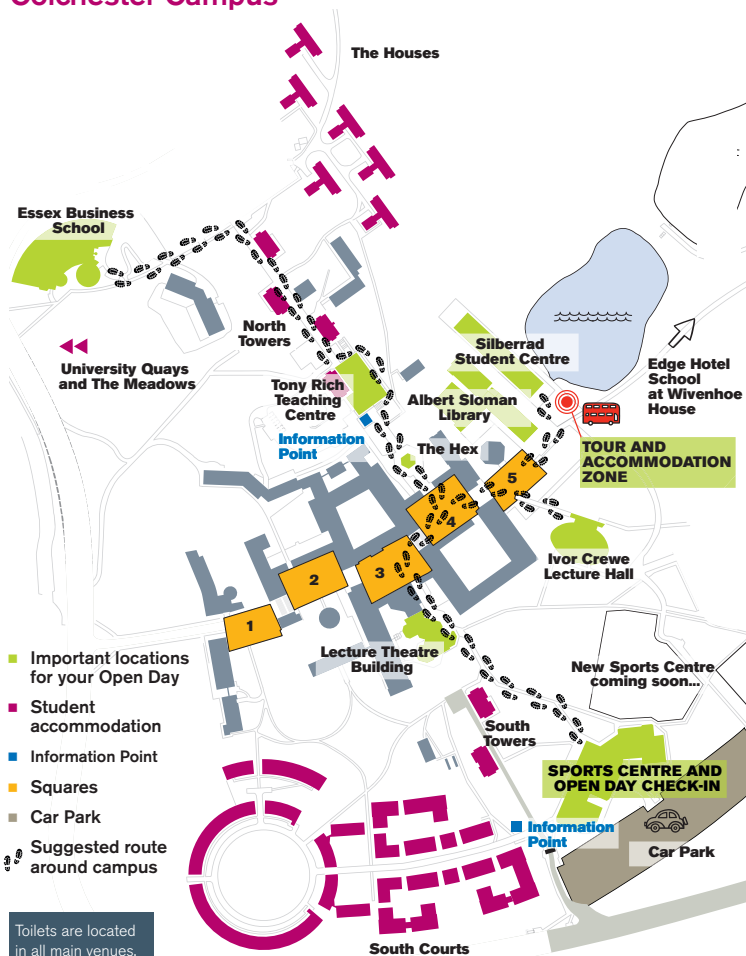 Colchester Campus
The Houses
Essex Business
School
North
Towers
University Quays
and The Meadows
Silberrad
Student Centre
Edge Hotel
School
at Wivenhoe
House
Tony Rich
Teaching
Centre
Albert Sloman
Library
Information
Point
The Hex
TOUR AND
ACCOMMODATION
ZONE
5
4
3
2
1
Ivor Crewe
Lecture Hall
Lecture Theatre
Building
New Sports Centre
coming soon...
South
Towers
SPORTS CENTRE AND
OPEN DAY CHECK-IN
Information
Point
Car Park
South Courts
Important locations
for your Open Day
Student
accommodation
Information Point
Squares
Car Park
Suggested route
around campus
Toilets are located
in all main venues.